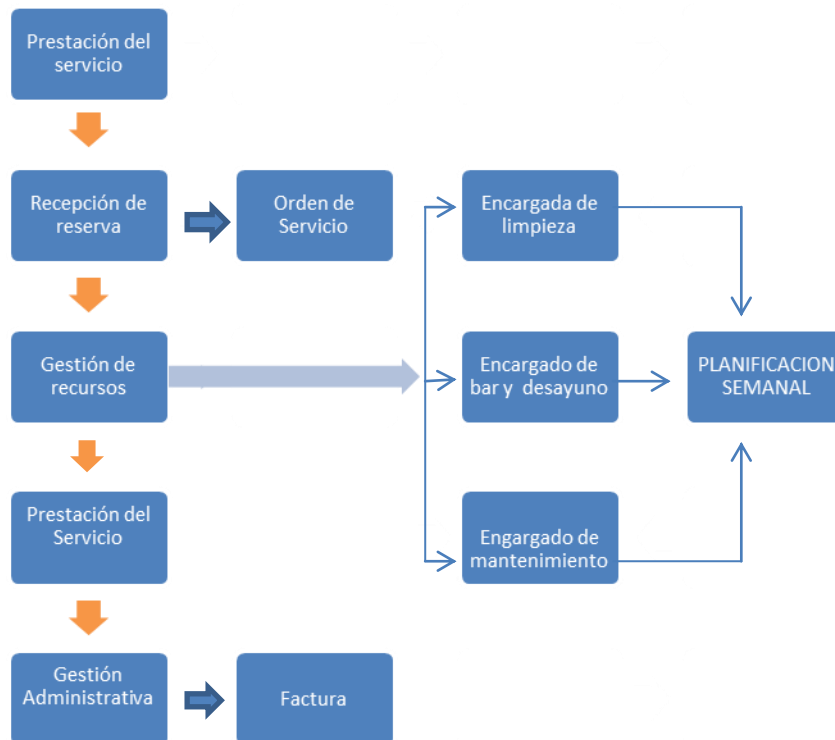 Prestación del
servicio
Recepción de
reserva
Orden de
Servicio
Encargada de
limpieza
Gestión de
recursos
Encargado de
bar y desayuno
PLANIFICACION
SEMANAL
Prestación del
Servicio
Engargado de
mantenimiento
Gestión
Administrativa
Factura